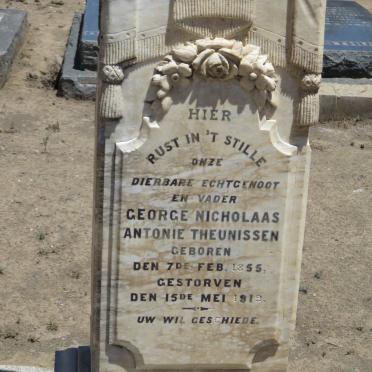 HIER
RUST IN 'T STILLE
ONZE
DIERBARE ECHTGENOOT
EN VADER
GEORGE NICHOLAAS
ANTONIE THEUNISSEN
GEBOREN
DEN 7DE FEB. 1855.
GESTORVEN
DEN 15DE MEI
UW WIL GESCHIEDE.